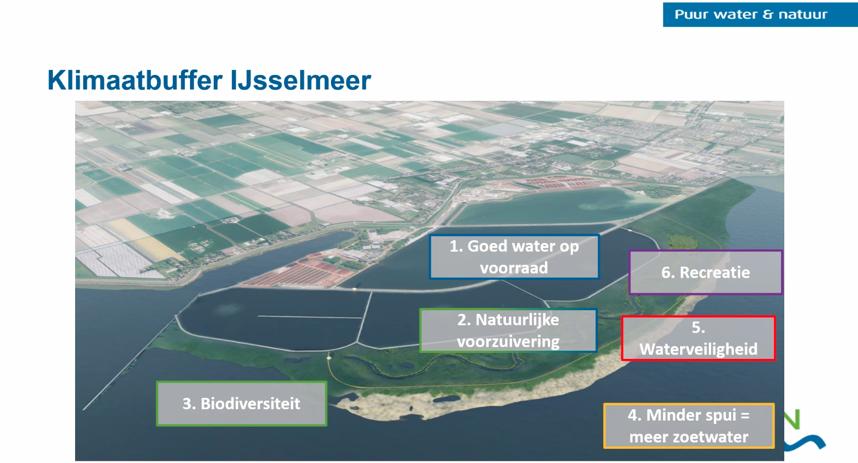 Puur water & natuur
Klimaatbuffer IJsselmeer
1. Goed water op
voorraad
6. Recreatie
2. Natuurlijke
voorzuivering
5.
Waterveiligheid
3. Biodiversiteit
4. Minder spui =
meer zoetwater
N